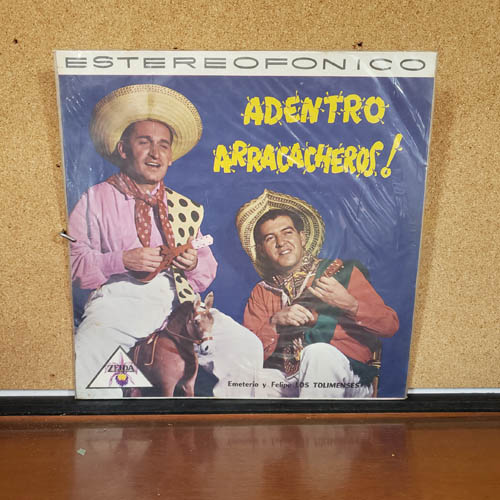 ESTEREOFONICO
ADENTRO
ARRACACHEROS!
ZEIDA
Emeterio y Felipe LOS TOLIMENSES